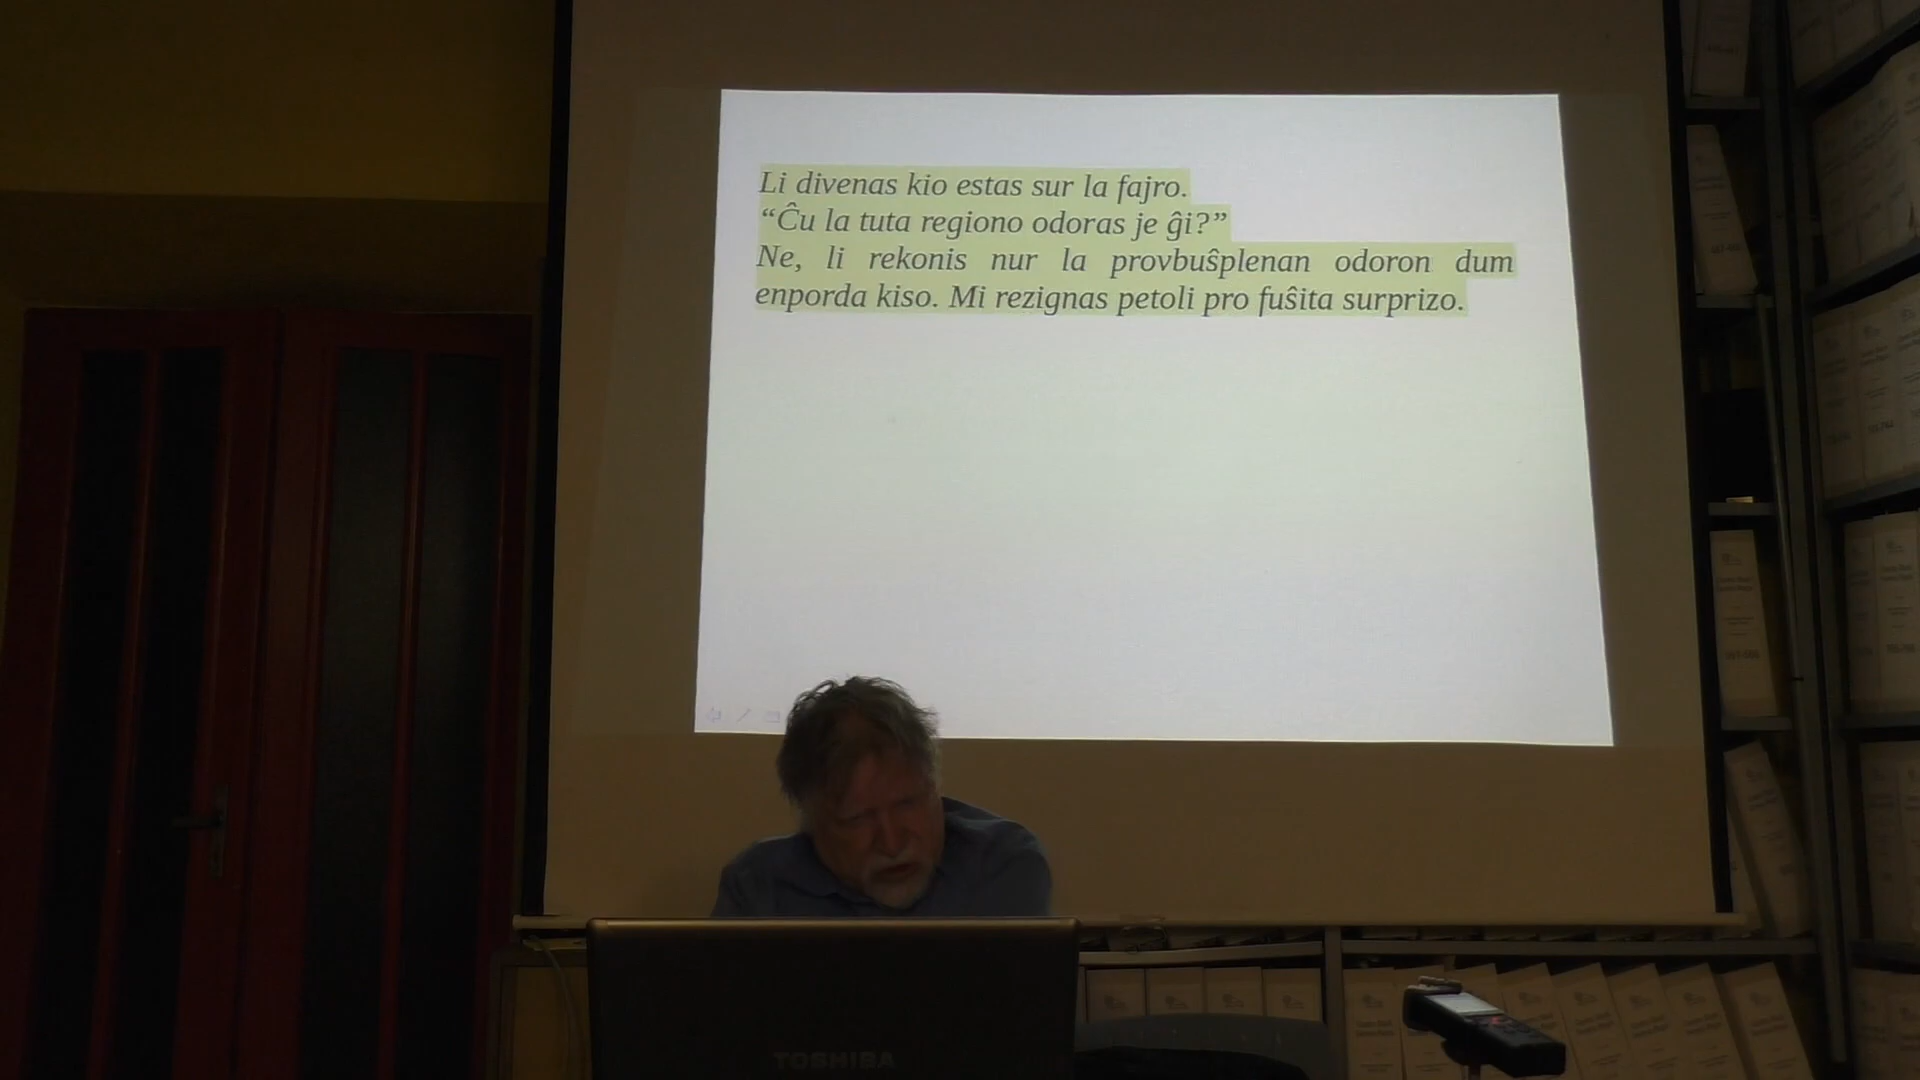 Li divenas kio estas sur la fajro.
“Ĉu la tuta regiono odoras je ĝi?”
Ne, li rekonis nur la provbuŝplenan odoron dum
enporda kiso. Mi rezignas petoli pro fuŝita surprizo.
TOSHIBA